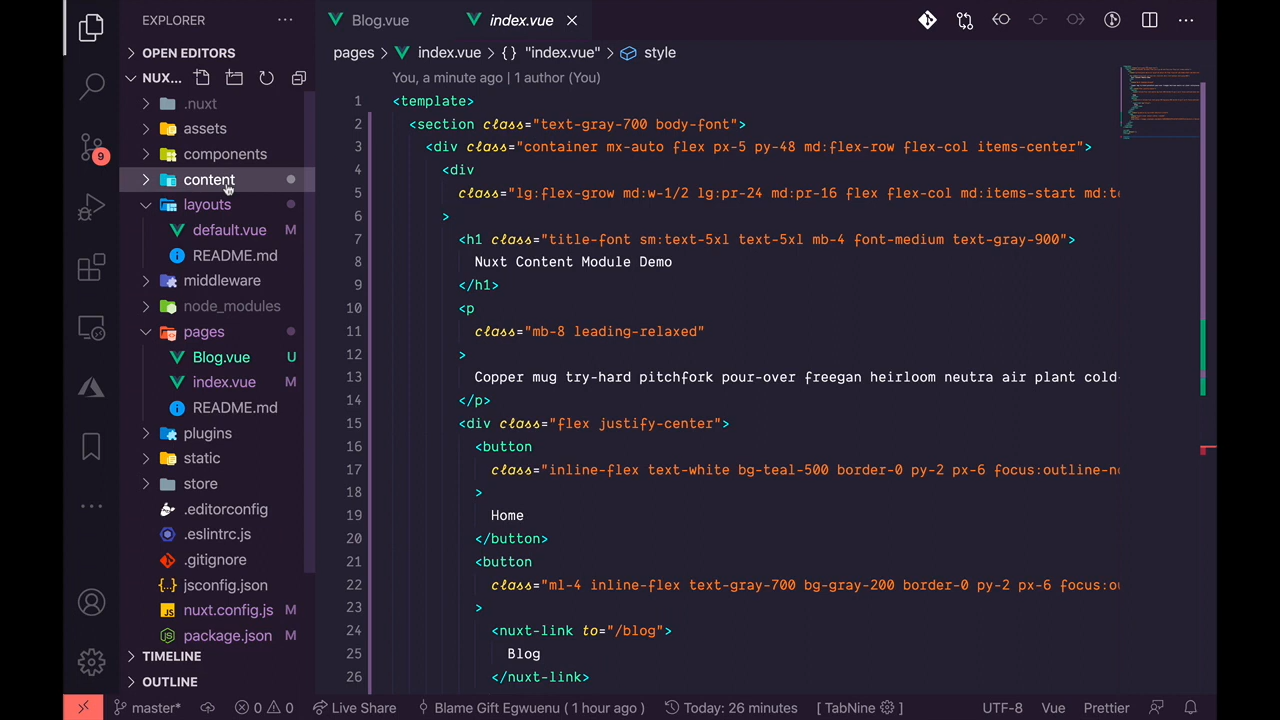 EXPLORER
OPEN EDITORS
NUX...
.nuxt
assets
components
content
layouts
default.vue M
README.md
middleware
node_modules
pages
Blog.vue U
index.vue M
README.md
plugins
static
store
.editorconfig
.eslintrc.js
.gitignore
jsconfig.json
nuxt.config.js M
package.json M
TIMELINE
OUTLINE
9
Blog.vue index.vue
pages > index.vue > {} "index.vue" > style
You, a minute ago | 1 author (You)
1 <template>
2 <section class="text-gray-700 body-font">
3 <div class="container mx-auto flex px-5 py-48 md:flex-row flex-col items-center">
4 <div
5 class="lg:flex-grow md:w-1/2 lg:pr-24 md:pr-16 flex flex-col md:items-start md:te
6 >
7 <h1 class="title-font sm:text-5xl text-5xl mb-4 font-medium text-gray-900">
8 Nuxt Content Module Demo
9 </h1>
10 <p
11 class="mb-8 leading-relaxed"
12 >
13 Copper mug try-hard pitchfork pour-over freegan heirloom neutra air plant cold-
14 </p>
15 <div class="flex justify-center">
16 <button
17 class="inline-flex text-white bg-teal-500 border-0 py-2 px-6 focus:outline-no
18 >
19 Home
20 </button>
21 <button
22 class="ml-4 inline-flex text-gray-700 bg-gray-200 border-0 py-2 px-6 focus:ou
23 >
24 <nuxt-link to="/blog">
25 Blog
26 </nuxt-link>
master* 0 0 Live Share Blame Gift Egwuenu ( 1 hour ago ) Today: 26 minutes [ TabNine ] UTF-8 Vue Prettier